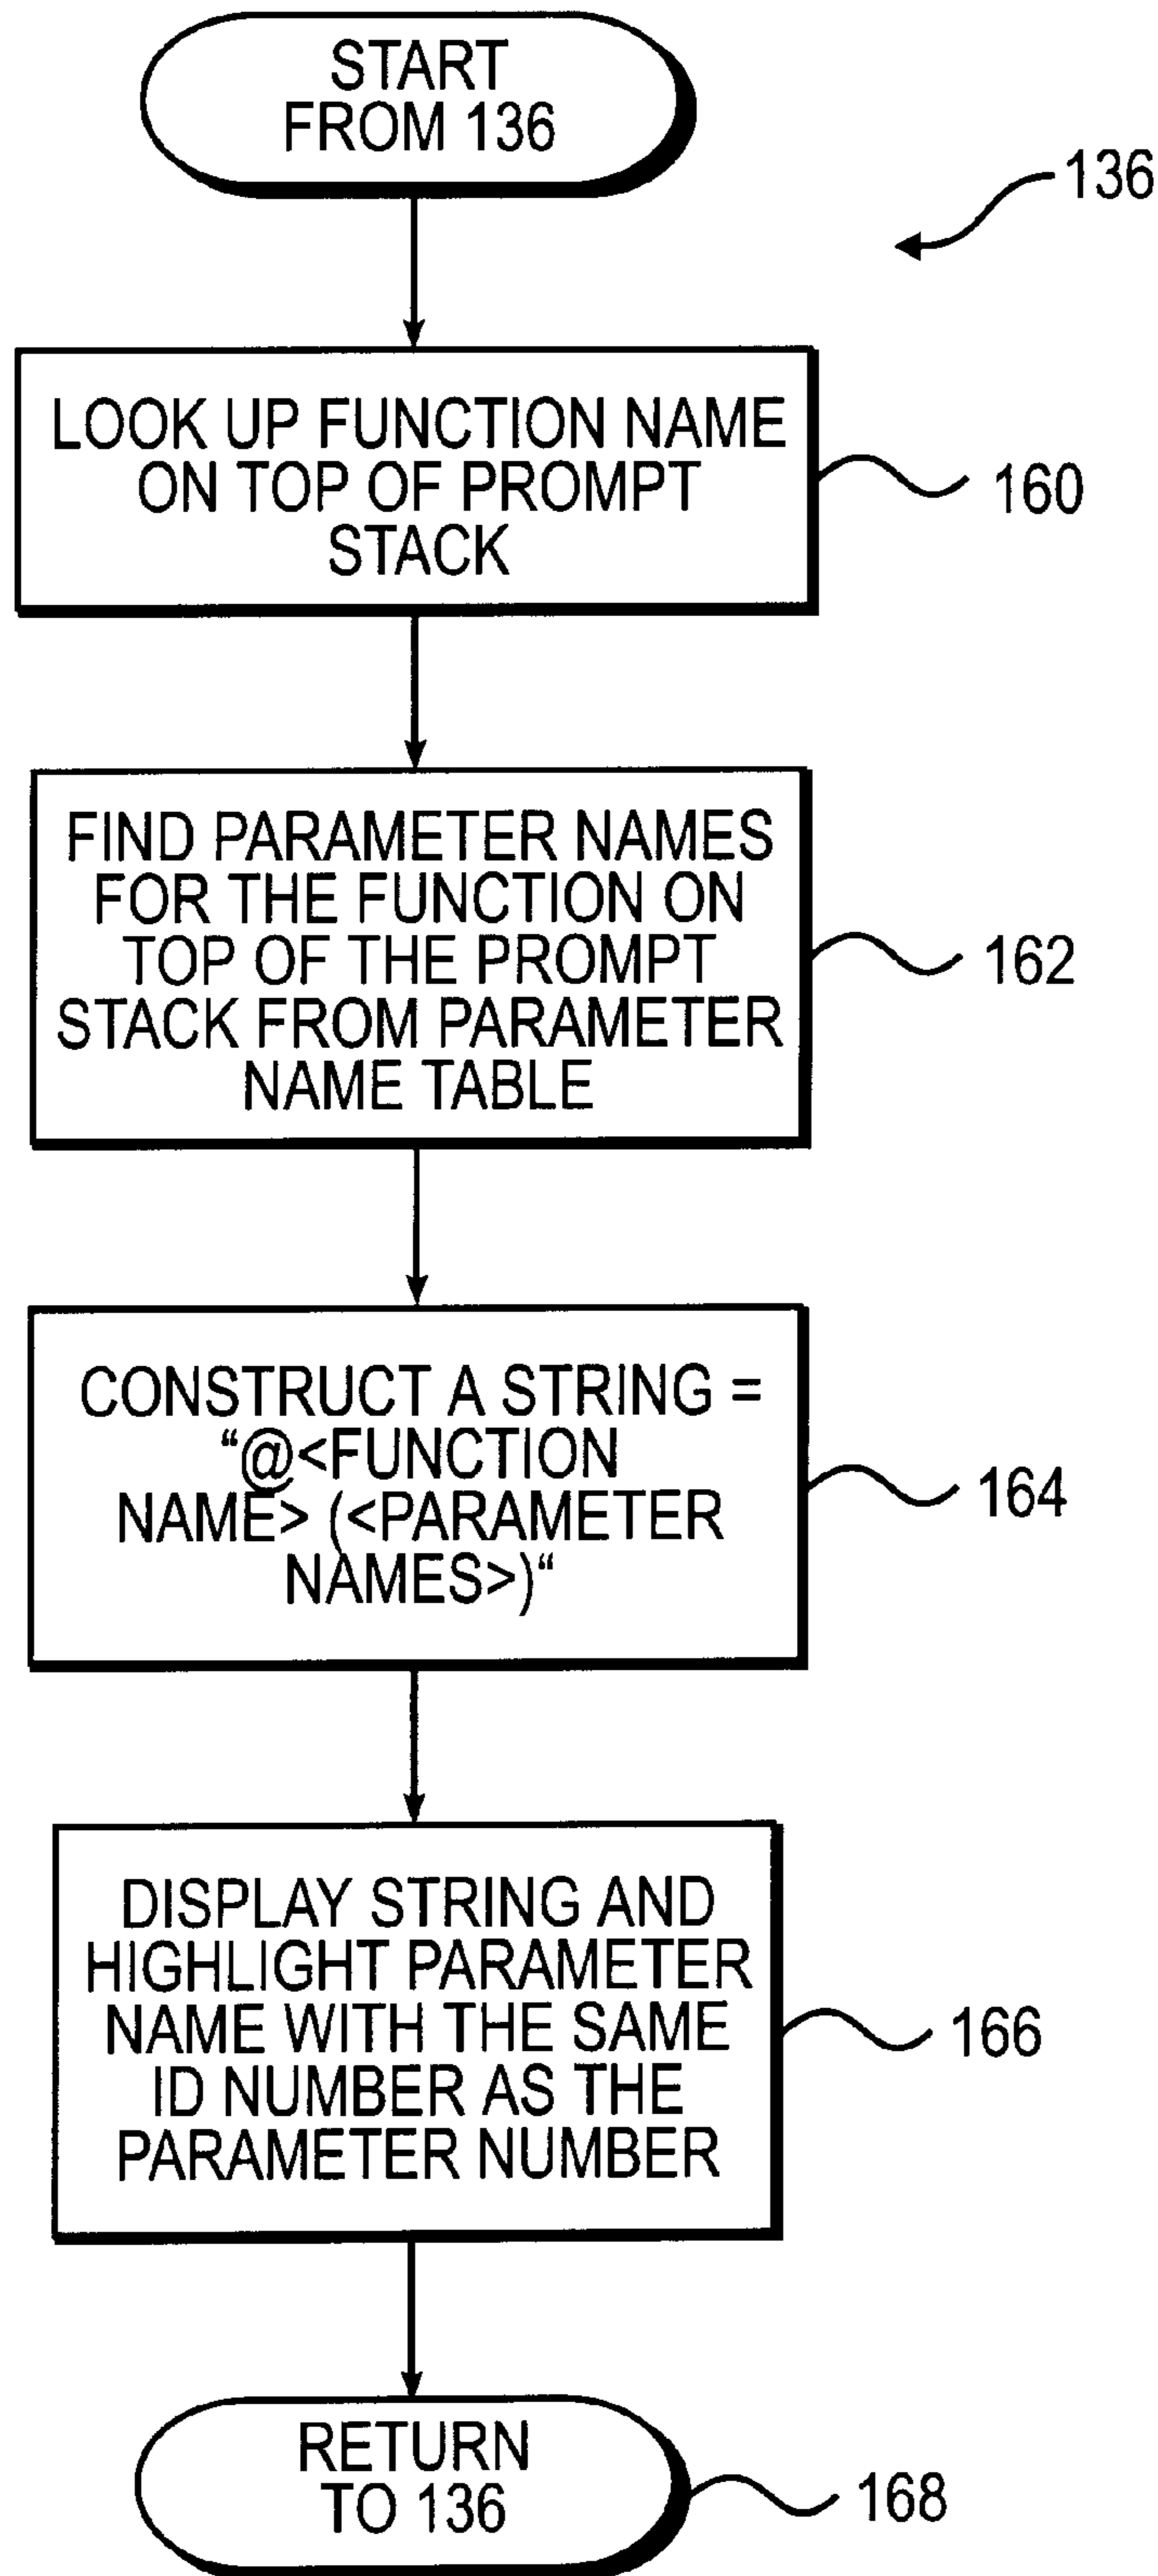 START
FROM 136
136
LOOK UP FUNCTION NAME
ON TOP OF PROMPT
STACK
160
FIND PARAMETER NAMES
FOR THE FUNCTION ON
TOP OF THE PROMPT
STACK FROM PARAMETER
NAME TABLE
162
CONSTRUCT A STRING =
“@<FUNCTION
NAME> (<PARAMETER
NAMES>)“
164
DISPLAY STRING AND
HIGHLIGHT PARAMETER
NAME WITH THE SAME
ID NUMBER AS THE
PARAMETER NUMBER
166
RETURN
TO 136
168